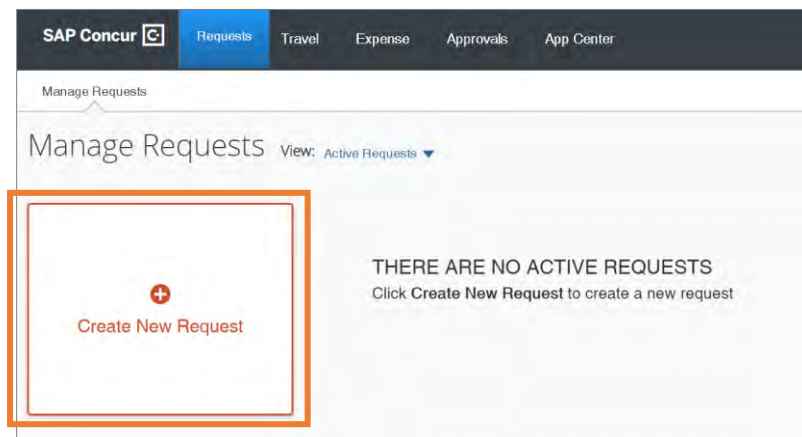 SAP Concur C Requests Travel Expense Approvals App Center
Manage Requests
Manage Requests View: Active Requests
THERE ARE NO ACTIVE REQUESTS
Click Create New Request to create a new request
Create New Request